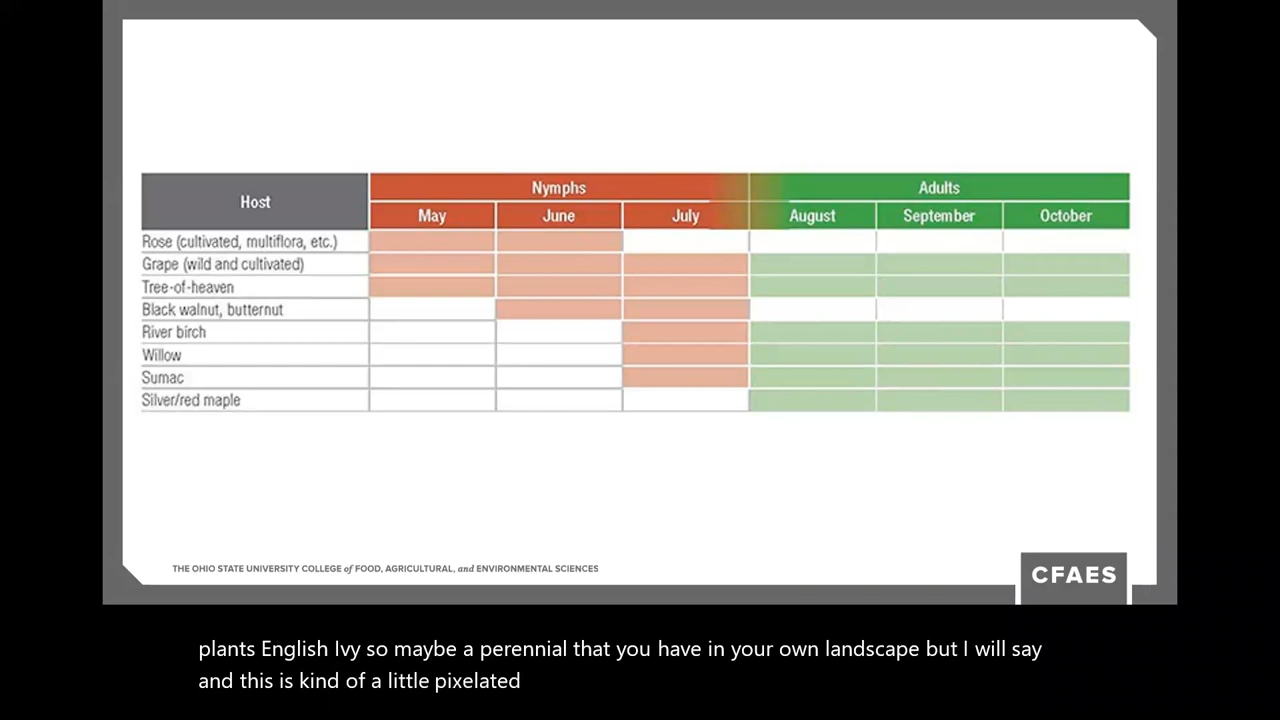 Host Nymphs Adults
May June July August September October
Rose (cultivated, multiflora, etc.)
Grape (wild and cultivated)
Tree-of-heaven
Black walnut, butternut
River birch
Willow
Sumac
Silver/red maple
THE OHIO STATE UNIVERSITY COLLEGE of FOOD, AGRICULTURAL, and ENVIRONMENTAL SCIENCES
CFAES
plants English Ivy so maybe a perennial that you have in your own landscape but I will say
and this is kind of a little pixelated